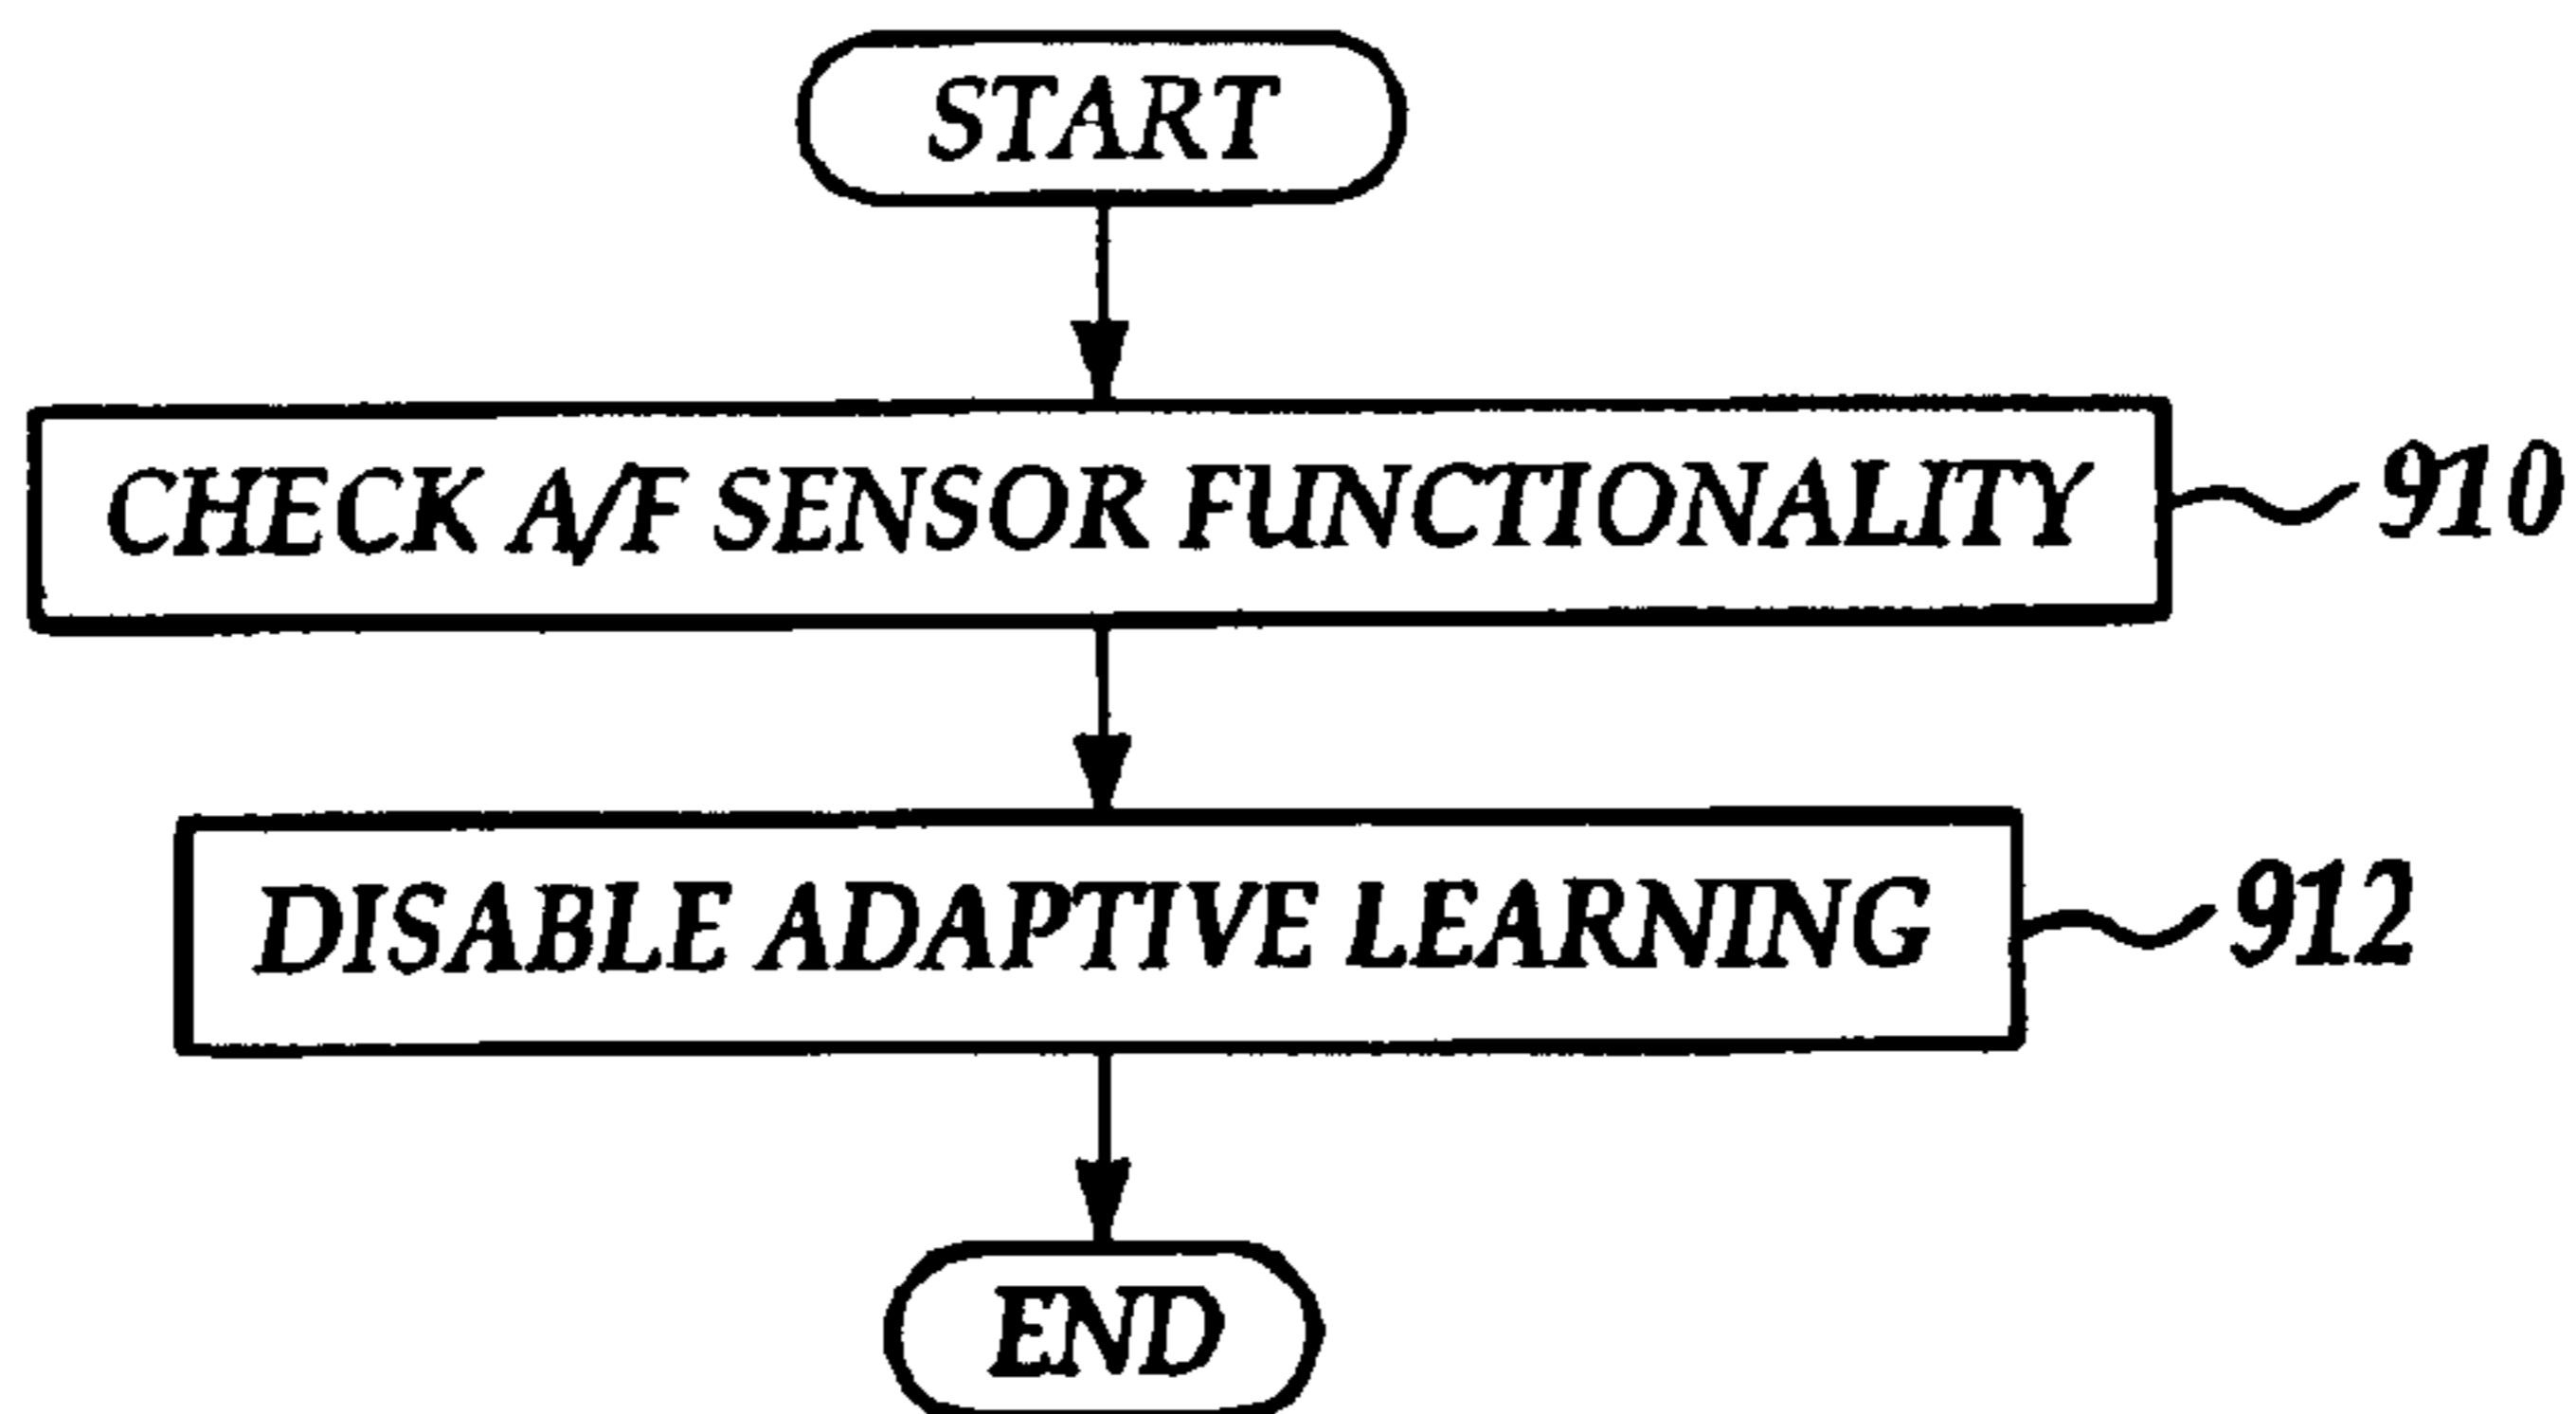 START
CHECK A/F SENSOR FUNCTIONALITY
910
DISABLE ADAPTIVE LEARNING
912
END